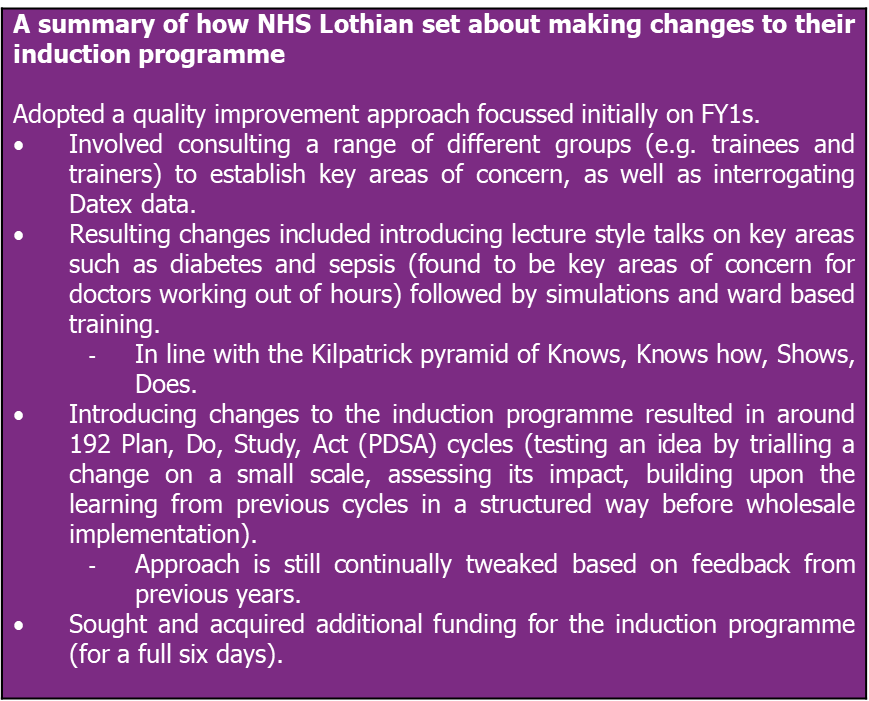 A summary of how NHS Lothian set about making changes to their
induction programme
Adopted a quality improvement approach focussed initially on FY1s.
• Involved consulting a range of different groups (e.g. trainees and
trainers) to establish key areas of concern, as well as interrogating
Datex data.
• Resulting changes included introducing lecture style talks on key areas
such as diabetes and sepsis (found to be key areas of concern for
doctors working out of hours) followed by simulations and ward based
training.
- In line with the Kilpatrick pyramid of Knows, Knows how, Shows,
Does.
• Introducing changes to the induction programme resulted in around
192 Plan, Do, Study, Act (PDSA) cycles (testing an idea by trialling a
change on a small scale, assessing its impact, building upon the
learning from previous cycles in a structured way before wholesale
implementation).
- Approach is still continually tweaked based on feedback from
previous years.
• Sought and acquired additional funding for the induction programme
(for a full six days).